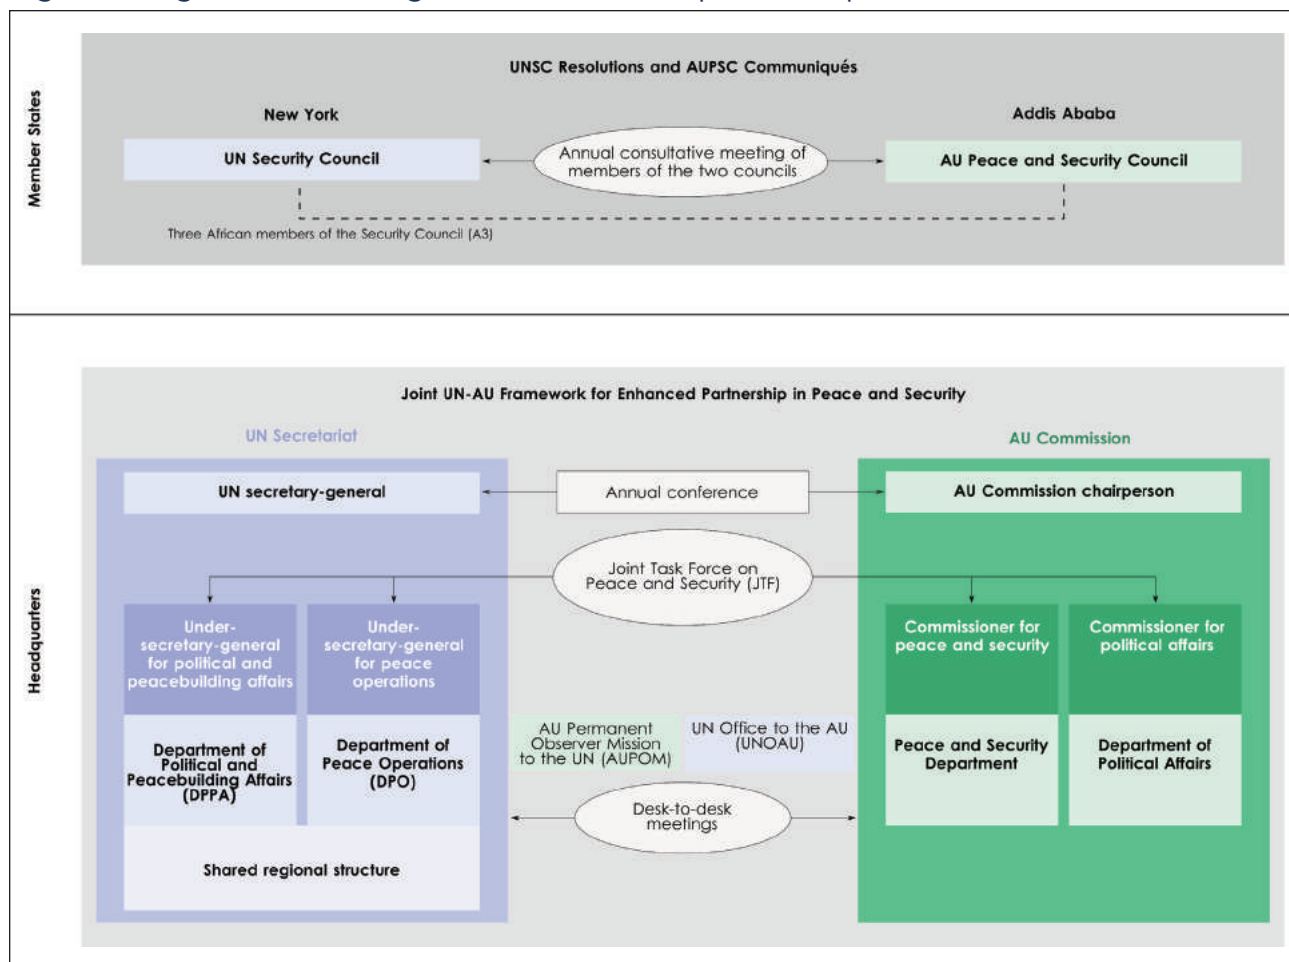 UNSC Resolutions and AUPSC Communiqués
New York
Addis Ababa
UN Security Council
Annual consultative meeting of
members of the two councils
AU Peace and Security Council
Three African members of the Security Council (A3)
Member States
Joint UN-AU Framework for Enhanced Partnership in Peace and Security
UN Secretariat
AU Commission
UN secretary-general
Annual conference
AU Commission chairperson
Joint Task Force on
Peace and Security (JTF)
Under-
secretary-general
for political and
peacebuilding affairs
Under-
secretary-general
for peace
operations
Commissioner for
peace and security
Commissioner for
political affairs
Department of
Political and
Peacebuilding Affairs
(DPPA)
Department of
Peace Operations
(DPO)
AU Permanent
Observer Mission
to the UN (AUPOM)
UN Office to the AU
(UNOAU)
Peace and Security
Department
Department of
Political Affairs
Desk-to-desk
meetings
Shared regional structure
Headquarters